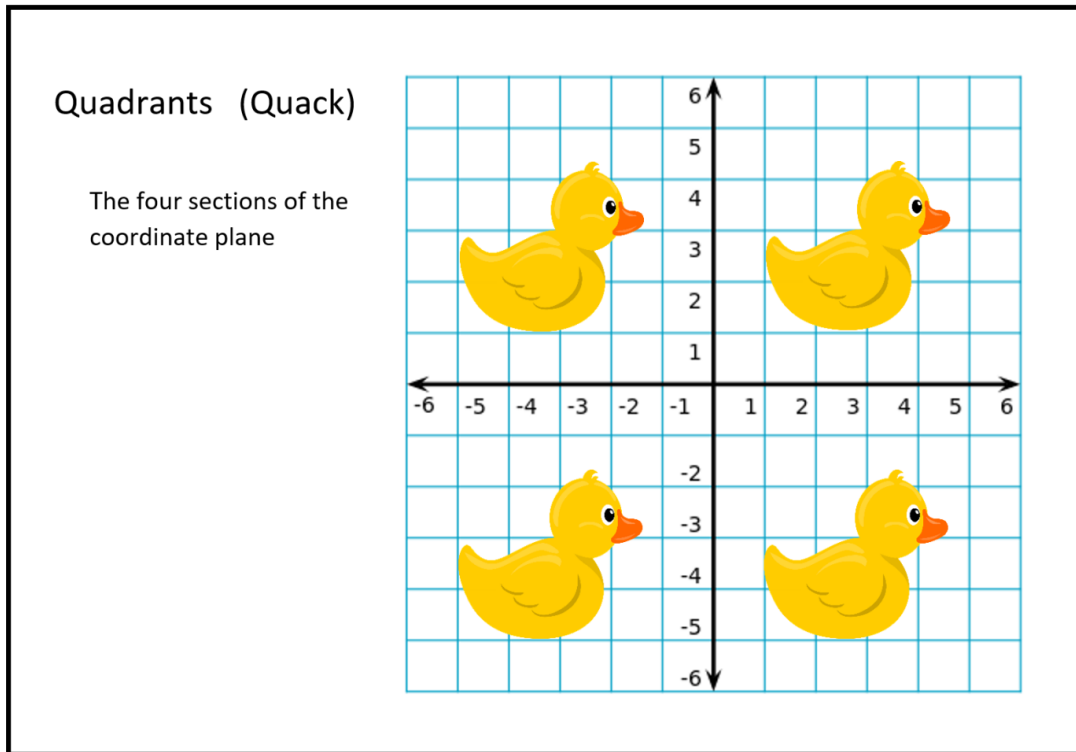 Quadrants (Quack)
The four sections of the
coordinate plane
6
5
4
3
2
1
-6 -5 -4 -3 -2 -1 1 2 3 4 5 6
-2
-3
-4
-5
-6